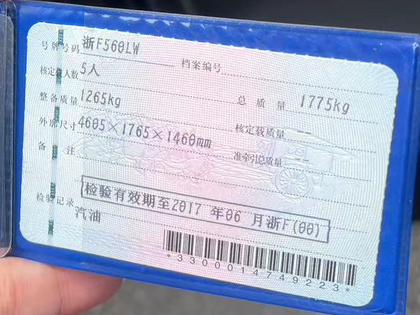 号牌号码 浙F560LW 档案编号
核定载人数 5人 总质量 1775kg
整备质量 1265kg 核定载质量
外廓尺寸 4605×1765×1460mm 准牵引总质量
备注
检验记录 检验有效期至2017年06月浙F(00)
汽油
*3300014749223*